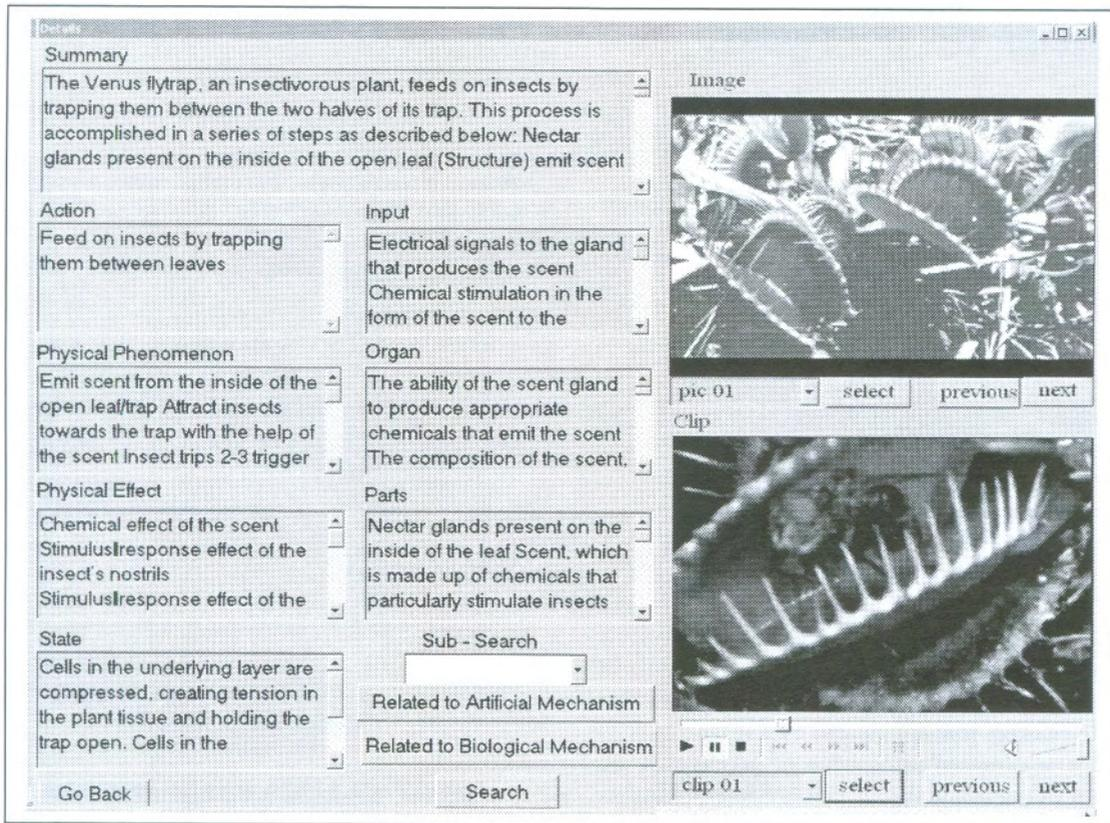 Details
Summary
The Venus flytrap, an insectivorous plant, feeds on insects by
trapping them between the two halves of its trap. This process is
accomplished in a series of steps as described below: Nectar
glands present on the inside of the open leaf (Structure) emit scent
Action
Feed on insects by trapping
them between leaves
Input
Electrical signals to the gland
that produces the scent
Chemical stimulation in the
form of the scent to the
Physical Phenomenon
Emit scent from the inside of the
open leaf/trap Attract insects
towards the trap with the help of
the scent Insect trips 2-3 trigger
Organ
The ability of the scent gland
to produce appropriate
chemicals that emit the scent
The composition of the scent,
Physical Effect
Chemical effect of the scent
Stimulus|response effect of the
insect's nostrils
Stimulus|response effect of the
Parts
Nectar glands present on the
inside of the leaf Scent, which
is made up of chemicals that
particularly stimulate insects
State
Cells in the underlying layer are
compressed, creating tension in
the plant tissue and holding the
trap open. Cells in the
Sub - Search
Related to Artificial Mechanism
Related to Biological Mechanism
Go Back
Search
Image
pic 01
select
previous
next
Clip
clip 01
select
previous
next